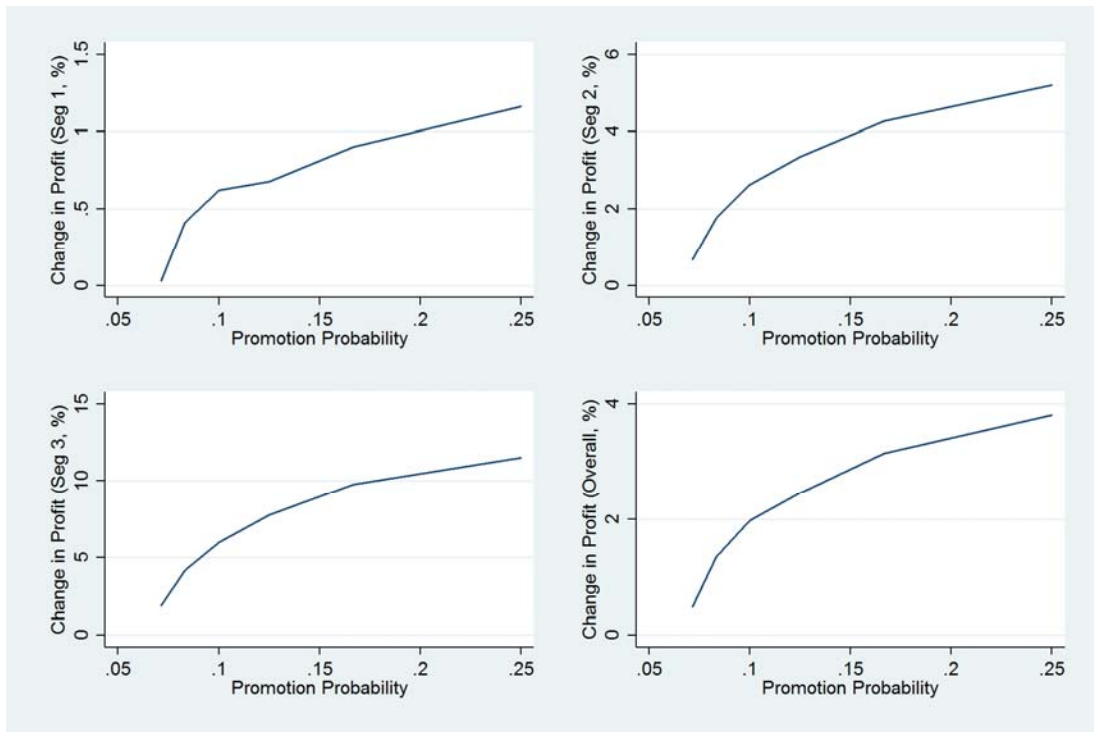 Change in Profit (Seg 1, %)
1.5
1
.5
0
.05 .1 .15 .2 .25
Promotion Probability
Change in Profit (Seg 2, %)
6
4
2
0
.05 .1 .15 .2 .25
Promotion Probability
Change in Profit (Seg 3, %)
15
10
5
0
.05 .1 .15 .2 .25
Promotion Probability
Change in Profit (Overall, %)
4
2
0
.05 .1 .15 .2 .25
Promotion Probability